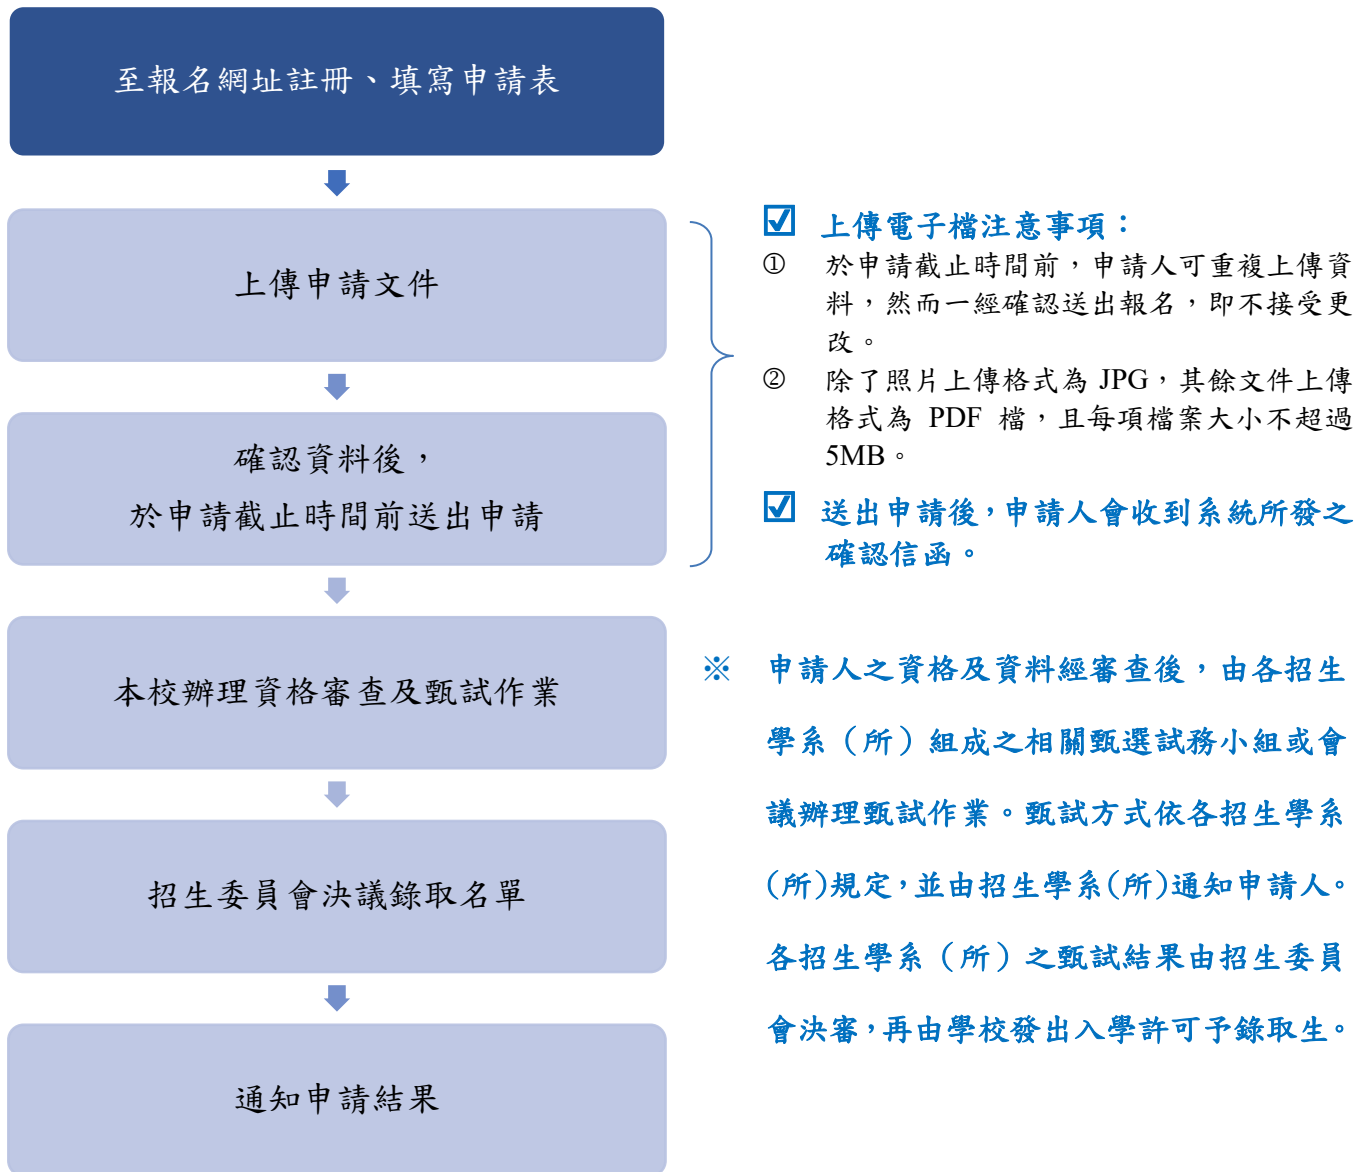 至報名網址註冊、填寫申請表
上傳申請文件
確認資料後，
於申請截止時間前送出申請
☑ 上傳電子檔注意事項：
① 於申請截止時間前，申請人可重複上傳資
料，然而一經確認送出報名，即不接受更
改。
② 除了照片上傳格式為 JPG，其餘文件上傳
格式為 PDF 檔，且每項檔案大小不超過
5MB。
☑ 送出申請後，申請人會收到系統所發之
確認信函。
本校辦理資格審查及甄試作業
招生委員會決議錄取名單
通知申請結果
※ 申請人之資格及資料經審查後，由各招生
學系（所）組成之相關甄選試務小組或會
議辦理甄試作業。甄試方式依各招生學系
(所)規定，並由招生學系(所)通知申請人。
各招生學系（所）之甄試結果由招生委員
會決審，再由學校發出入學許可予錄取生。